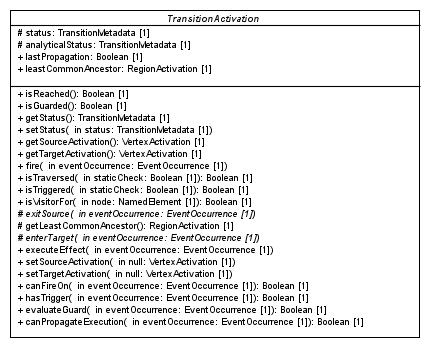 TransitionActivation
# status: TransitionMetadata [1]
# analyticalStatus: TransitionMetadata [1]
+ lastPropagation: Boolean [1]
+ leastCommonAncestor: RegionActivation [1]
+ isReached(): Boolean [1]
+ isGuarded(): Boolean [1]
+ getStatus(): TransitionMetadata [1]
+ setStatus( in status: TransitionMetadata [1])
+ getSourceActivation(): VertexActivation [1]
+ getTargetActivation(): VertexActivation [1]
+ fire( in eventOccurrence: EventOccurrence [1])
+ isTraversed( in staticCheck: Boolean [1]): Boolean [1]
+ isTriggered( in staticCheck: Boolean [1]): Boolean [1]
+ isVisitorFor( in node: NamedElement [1]): Boolean [1]
# exitSource( in eventOccurrence: EventOccurrence [1])
# getLeastCommonAncestor(): RegionActivation [1]
# enterTarget( in eventOccurrence: EventOccurrence [1])
+ executeEffect( in eventOccurrence: EventOccurrence [1])
+ setSourceActivation( in null: VertexActivation [1])
+ setTargetActivation( in null: VertexActivation [1])
+ canFireOn( in eventOccurrence: EventOccurrence [1]): Boolean [1]
+ hasTrigger( in eventOccurrence: EventOccurrence [1]): Boolean [1]
+ evaluateGuard( in eventOccurrence: EventOccurrence [1]): Boolean [1]
+ canPropagateExecution( in eventOccurrence: EventOccurrence [1]): Boolean [1]